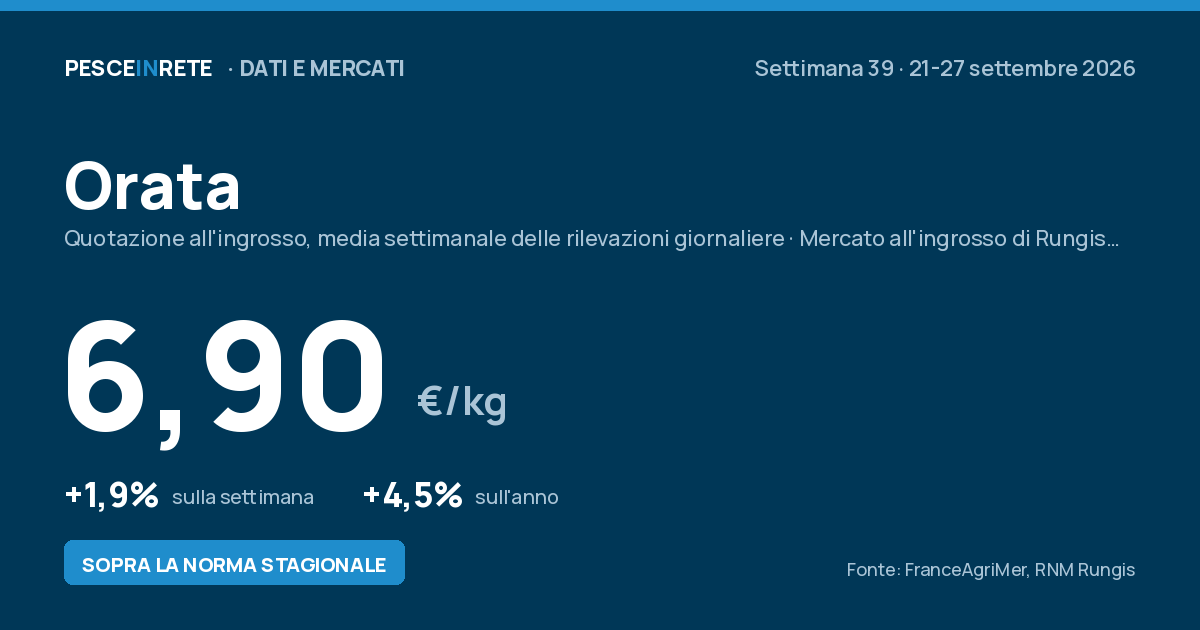 PESCEINRETE · DATI E MERCATI
Settimana 39 · 21-27 settembre 2026
Orata
Quotazione all'ingrosso, media settimanale delle rilevazioni giornaliere · Mercato all'ingrosso di Rungis…
6,90 €/kg
+1,9% sulla settimana +4,5% sull'anno
SOPRA LA NORMA STAGIONALE
Fonte: FranceAgriMer, RNM Rungis